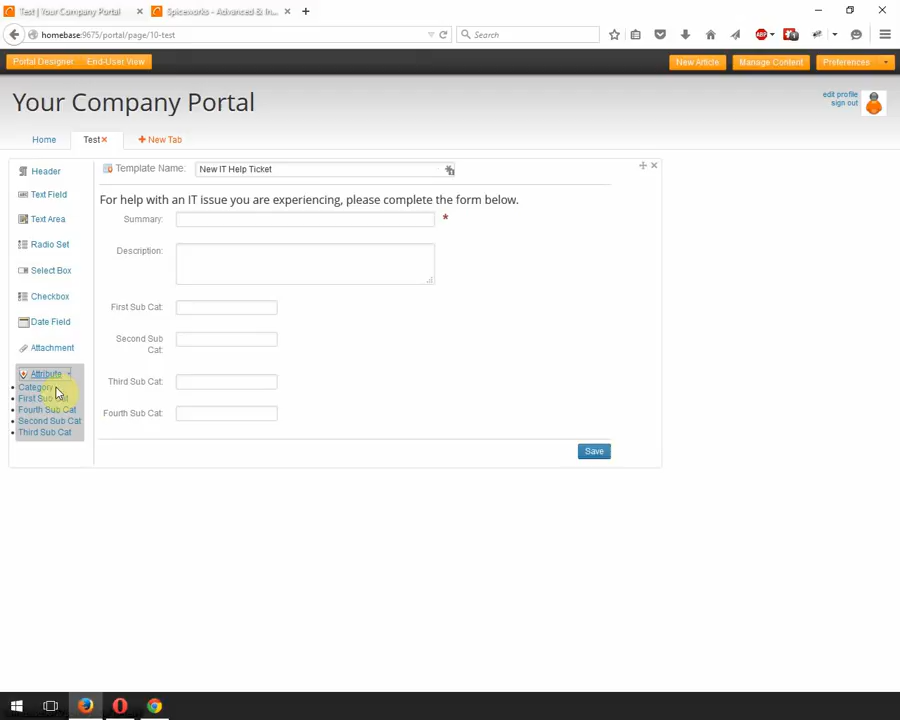 Test | Your Company Portal
Spiceworks - Advanced & In...
homebase:9675/portal/page/10-test
Search
ABP
Portal Designer
End-User View
New Article
Manage Content
Preferences
Your Company Portal
edit profile
sign out
Home
Test
New Tab
Header
Text Field
Text Area
Radio Set
Select Box
Checkbox
Date Field
Attachment
Attribute
Category
First Sub Cat
Fourth Sub Cat
Second Sub Cat
Third Sub Cat
Template Name:
New IT Help Ticket
For help with an IT issue you are experiencing, please complete the form below.
Summary:
*
Description:
First Sub Cat:
Second Sub
Cat:
Third Sub Cat:
Fourth Sub Cat:
Save